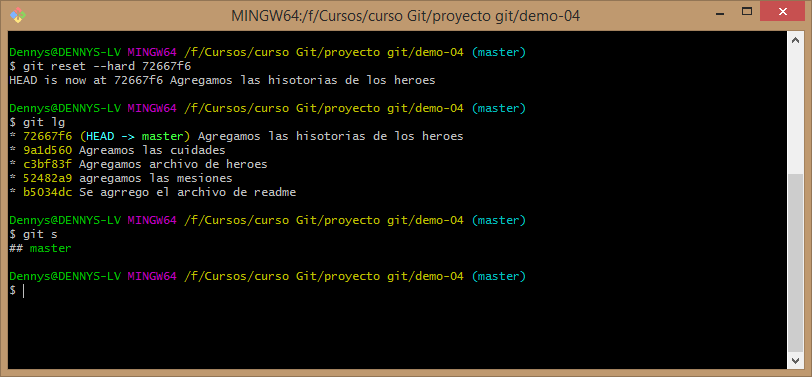 MINGW64:/f/Cursos/curso Git/proyecto git/demo-04
Dennys@DENNYS-LV MINGW64 /f/Cursos/curso Git/proyecto git/demo-04 (master)
$ git reset --hard 72667f6
HEAD is now at 72667f6 Agregamos las hisotorias de los heroes
Dennys@DENNYS-LV MINGW64 /f/Cursos/curso Git/proyecto git/demo-04 (master)
$ git lg
* 72667f6 (HEAD -> master) Agregamos las hisotorias de los heroes
* 9a1d560 Agreamos las cuidades
* c3bf83f Agregamos archivo de heroes
* 52482a9 agregamos las mesiones
* b5034dc Se agrrego el archivo de readme
Dennys@DENNYS-LV MINGW64 /f/Cursos/curso Git/proyecto git/demo-04 (master)
$ git s
## master
Dennys@DENNYS-LV MINGW64 /f/Cursos/curso Git/proyecto git/demo-04 (master)
$